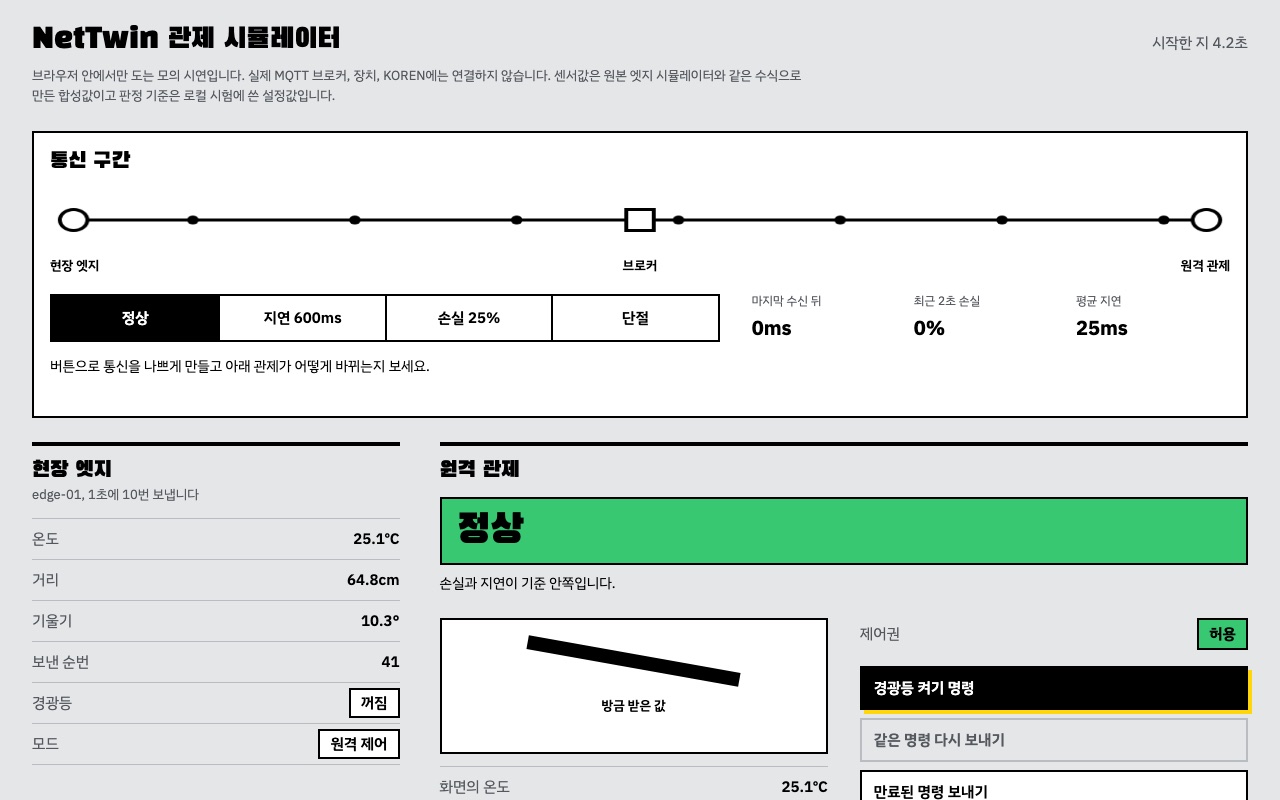 NetTwin 관제 시뮬레이터
시작한 지 4.2초
브라우저 안에서만 도는 모의 시연입니다. 실제 MQTT 브로커, 장치, KOREN에는 연결하지 않습니다. 센서값은 원본 엣지 시뮬레이터와 같은 수식으로
만든 합성값이고 판정 기준은 로컬 시험에 쓴 설정값입니다.
통신 구간
현장 엣지
브로커
원격 관제
정상
지연 600ms
손실 25%
단절
마지막 수신 뒤
0ms
최근 2초 손실
0%
평균 지연
25ms
버튼으로 통신을 나쁘게 만들고 아래 관제가 어떻게 바뀌는지 보세요.
현장 엣지
edge-01, 1초에 10번 보냅니다
온도 25.1°C
거리 64.8cm
기울기 10.3°
보낸 순번 41
경광등 꺼짐
모드 원격 제어
원격 관제
정상
손실과 지연이 기준 안쪽입니다.
방금 받은 값
화면의 온도 25.1°C
제어권 허용
경광등 켜기 명령
같은 명령 다시 보내기
만료된 명령 보내기